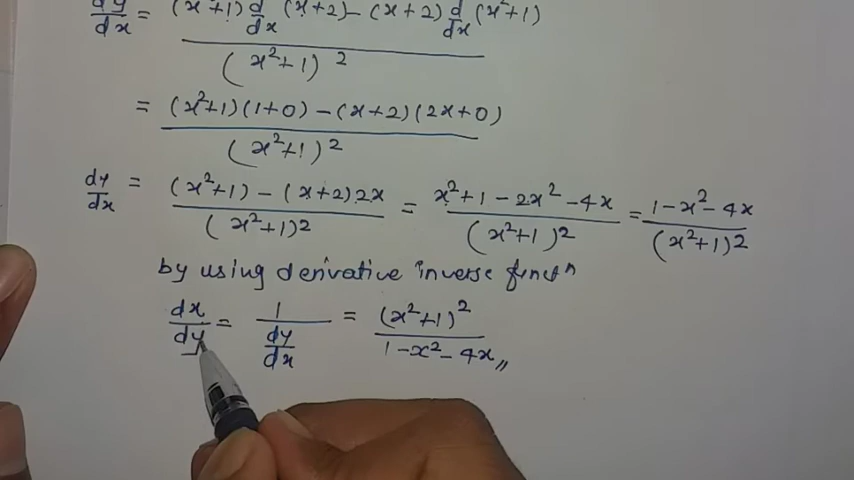 dy/dx = (x²+1) d/dx (x+2) - (x+2) d/dx (x²+1) / (x²+1)²
= (x²+1)(1+0) - (x+2)(2x+0) / (x²+1)²
dy/dx = (x²+1) - (x+2)2x / (x²+1)² = x²+1-2x²-4x / (x²+1)² = 1-x²-4x / (x²+1)²
by using derivative inverse functⁿ
dx/dy = 1 / dy/dx = (x²+1)² / 1-x²-4x //